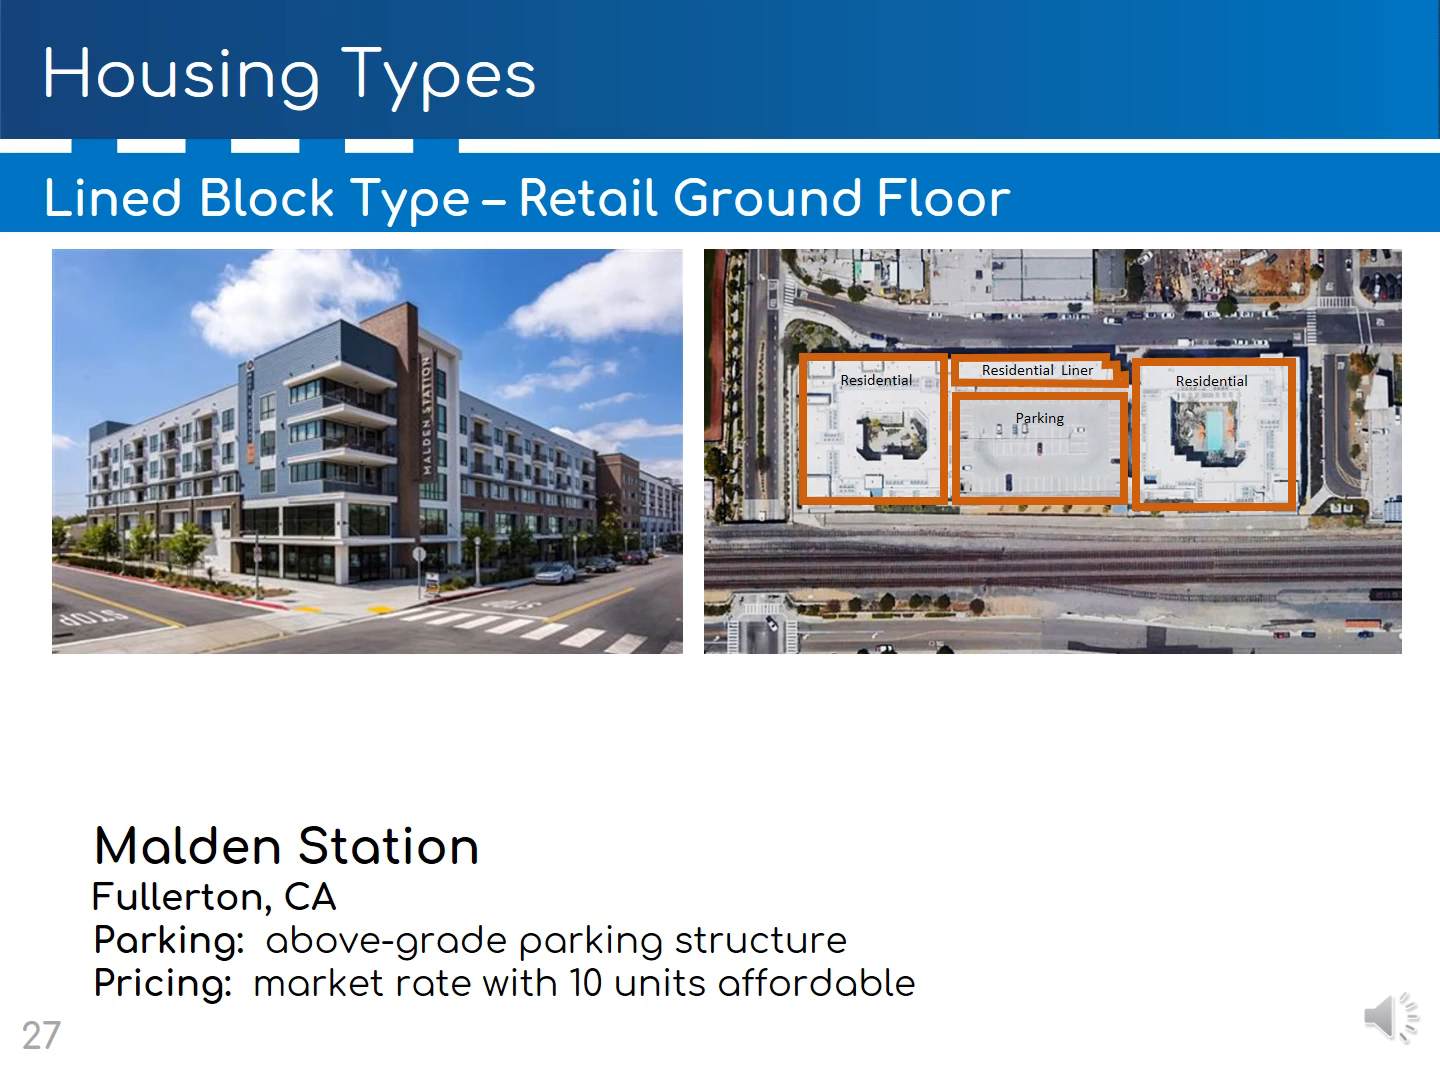 Housing Types
Lined Block Type – Retail Ground Floor
MALDEN STATION
STOP
Residential
Residential Liner
Residential
Parking
Malden Station
Fullerton, CA
Parking: above-grade parking structure
Pricing: market rate with 10 units affordable
27